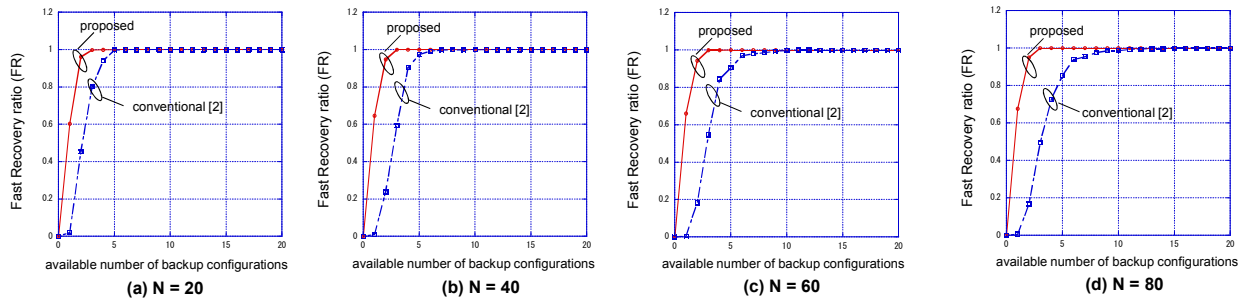 1.2
1
0.8
0.6
0.4
0.2
0
0 5 10 15 20
Fast Recovery ratio (FR)
proposed
conventional [2]
available number of backup configurations
(a) N = 20
1.2
1
0.8
0.6
0.4
0.2
0
0 5 10 15 20
Fast Recovery ratio (FR)
proposed
conventional [2]
available number of backup configurations
(b) N = 40
1.2
1
0.8
0.6
0.4
0.2
0
0 5 10 15 20
Fast Recovery ratio (FR)
proposed
conventional [2]
available number of backup configurations
(c) N = 60
1.2
1
0.8
0.6
0.4
0.2
0
0 5 10 15 20
Fast Recovery ratio (FR)
proposed
conventional [2]
available number of backup configurations
(d) N = 80